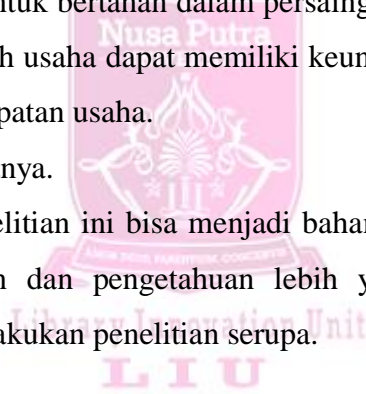 ntuk bertahan dalam persaing
Nusa Putra
h usaha dapat memiliki keun
patan usaha.
nya.
elitian ini bisa menjadi bahar
n dan pengetahuan lebih y
Library Innovation Unit
akukan penelitian serupa.
LIU